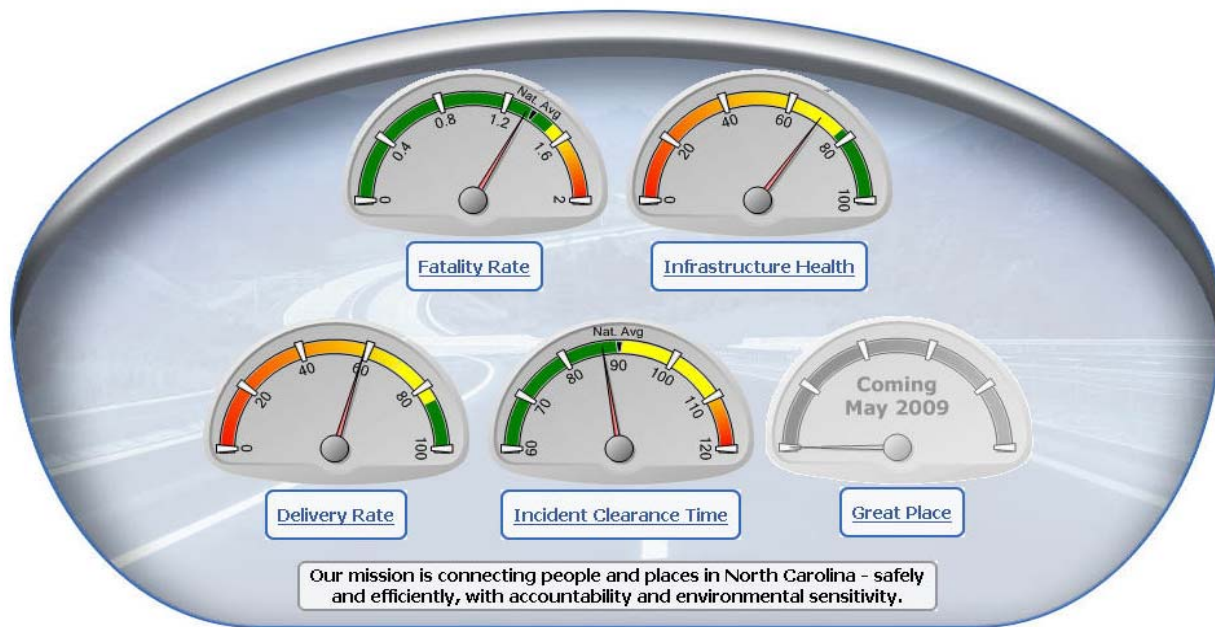 Nat. Avg
0
0.4
0.8
1.2
1.6
2
0
20
40
60
80
100
Fatality Rate
Infrastructure Health
0
20
40
60
80
100
Nat. Avg
60
70
80
90
100
110
120
Coming
May 2009
Delivery Rate
Incident Clearance Time
Great Place
Our mission is connecting people and places in North Carolina - safely
and efficiently, with accountability and environmental sensitivity.